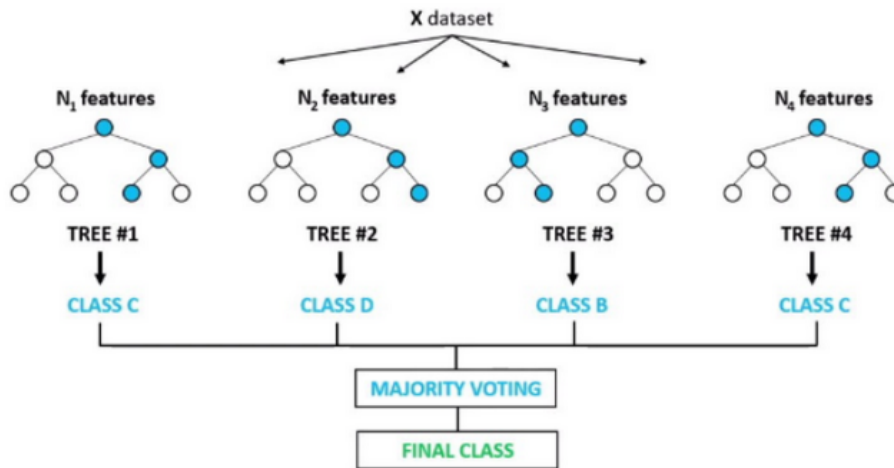 X dataset
N₁ features N₂ features N₃ features N₄ features
TREE #1 TREE #2 TREE #3 TREE #4
CLASS C CLASS D CLASS B CLASS C
MAJORITY VOTING
FINAL CLASS